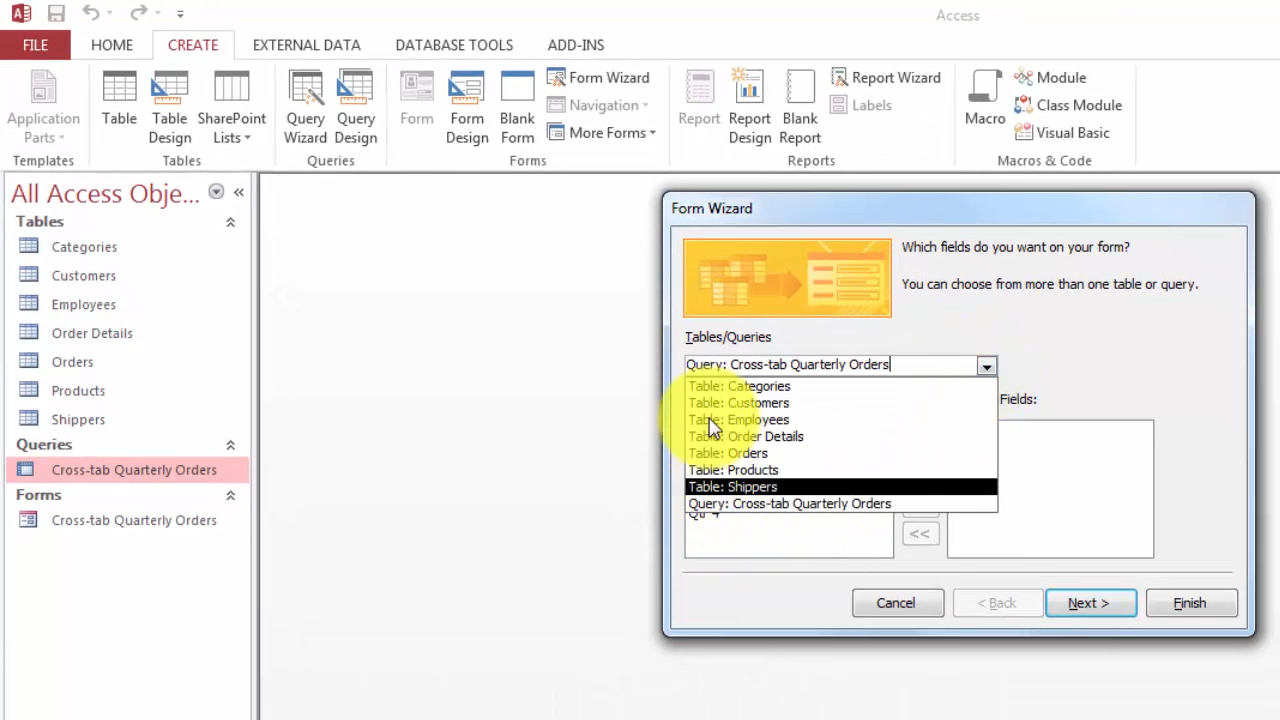 Access
FILE HOME CREATE EXTERNAL DATA DATABASE TOOLS ADD-INS
Application Parts
Table
Table Design
SharePoint Lists
Query Wizard
Query Design
Form
Form Design
Blank Form
Form Wizard
Navigation
More Forms
Report
Report Design
Blank Report
Report Wizard
Labels
Macro
Module
Class Module
Visual Basic
Templates Tables Queries Forms Reports Macros & Code
All Access Obje...
Tables
Categories
Customers
Employees
Order Details
Orders
Products
Shippers
Queries
Cross-tab Quarterly Orders
Forms
Cross-tab Quarterly Orders
Form Wizard
Which fields do you want on your form?
You can choose from more than one table or query.
Tables/Queries
Query: Cross-tab Quarterly Orders
Table: Categories
Table: Customers
Table: Employees
Table: Order Details
Table: Orders
Table: Products
Table: Shippers
Query: Cross-tab Quarterly Orders
Fields:
<<
Cancel < Back Next > Finish